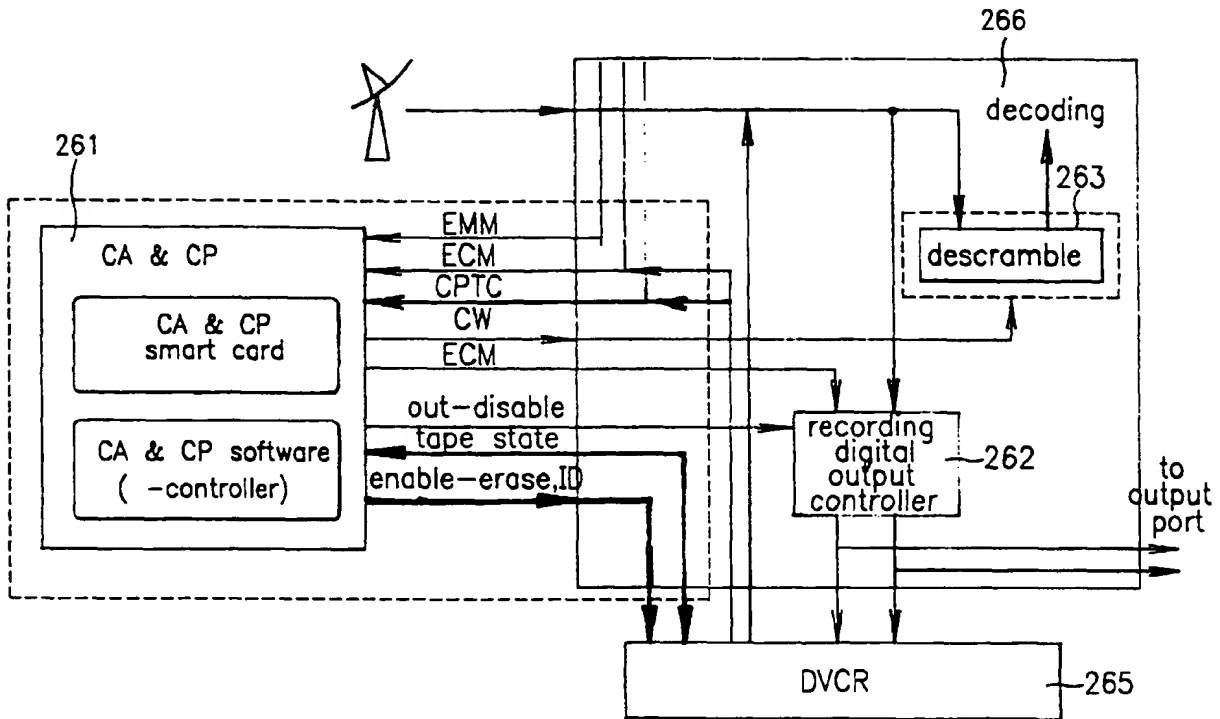 266
decoding
261
263
EMM
CA & CP
ECM
descramble
CPTC
CA & CP
smart card
CW
ECM
out-disable
tape state
recording
digital
output
controller
262
CA & CP software
( -controller)
enable-erase,ID
to
output
port
DVCR
265